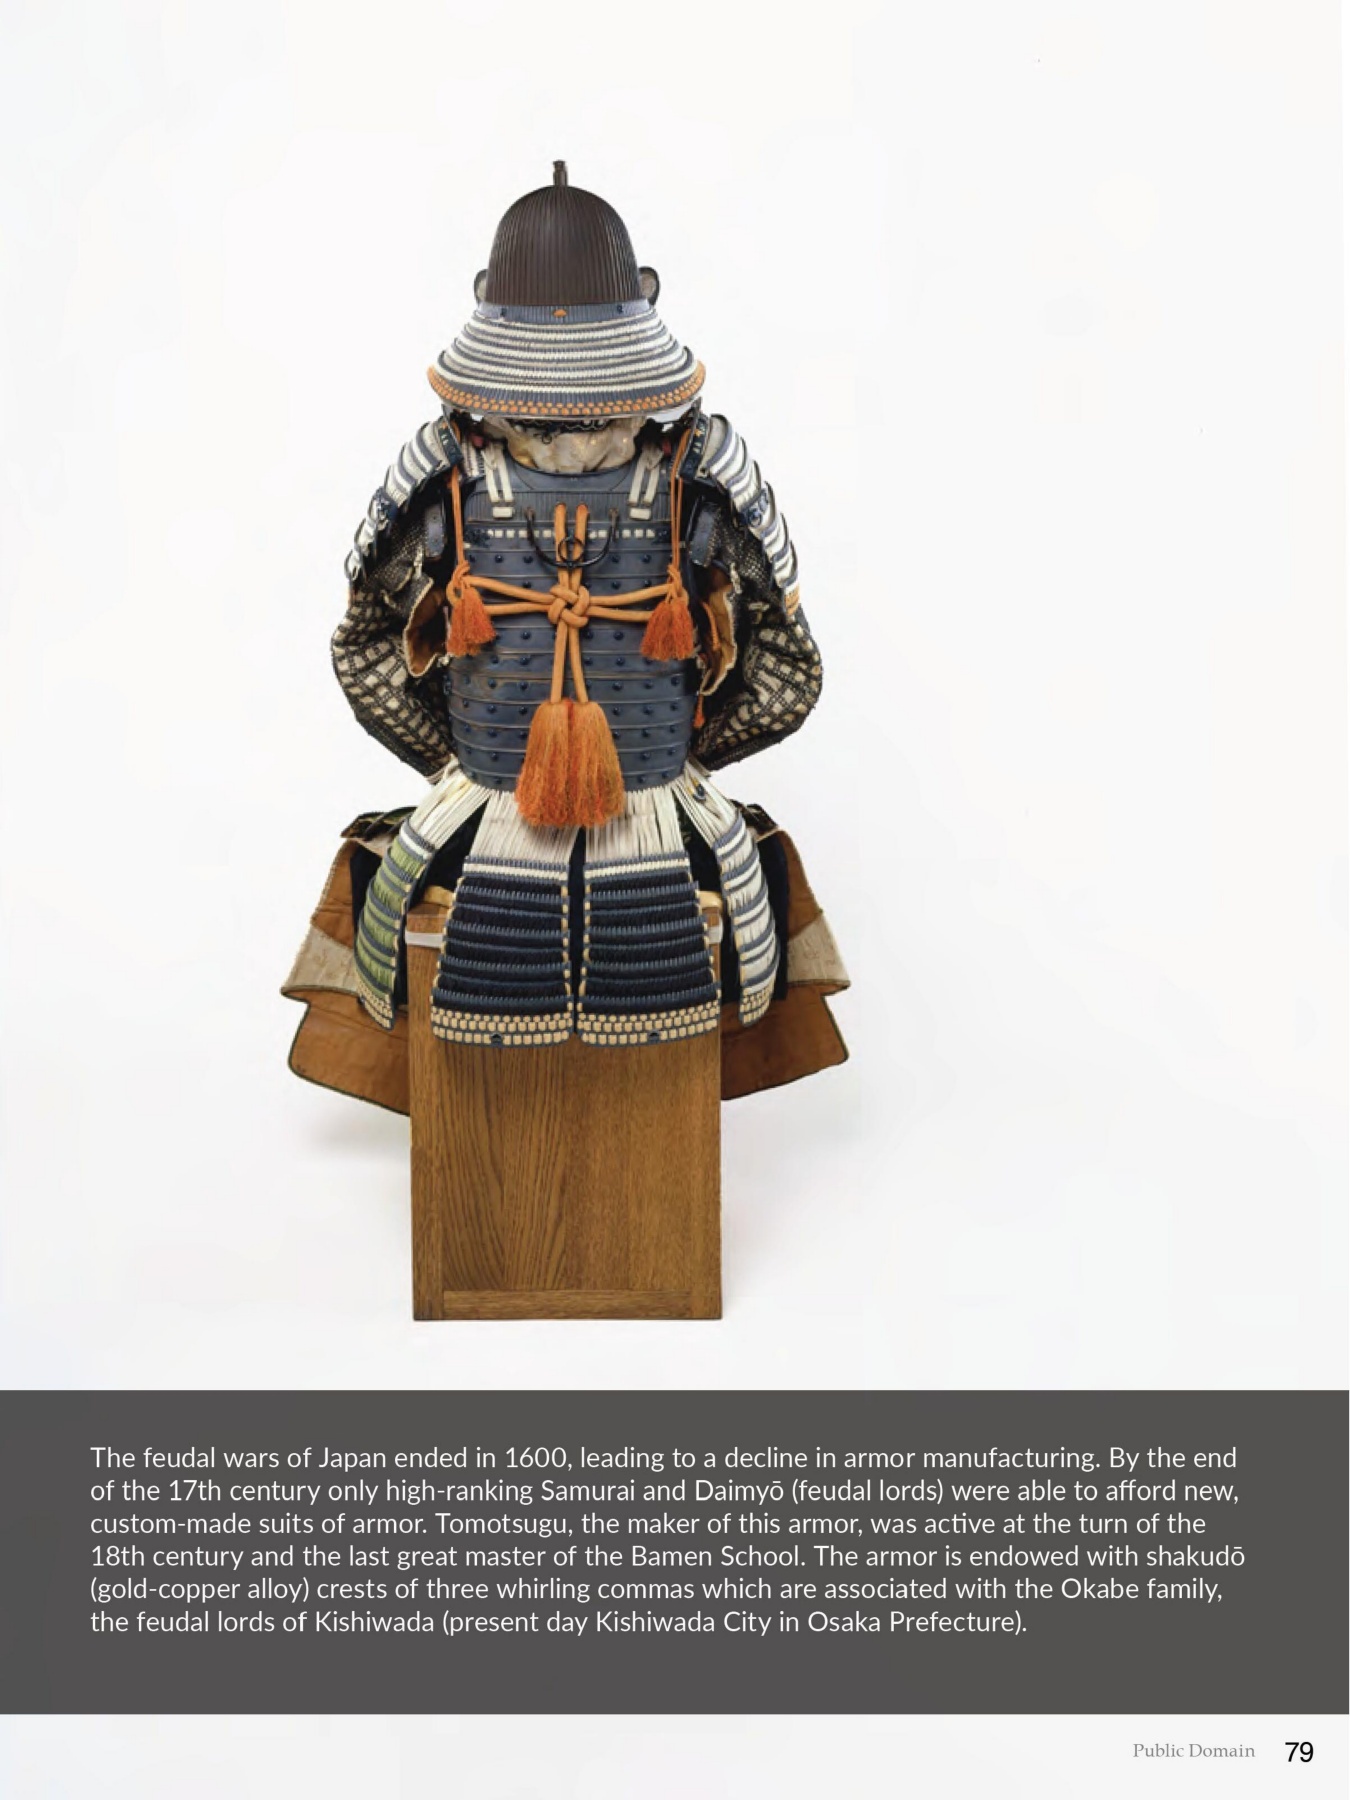 The feudal wars of Japan ended in 1600, leading to a decline in armor manufacturing. By the end
of the 17th century only high-ranking Samurai and Daimyō (feudal lords) were able to afford new,
custom-made suits of armor. Tomotsugu, the maker of this armor, was active at the turn of the
18th century and the last great master of the Bamen School. The armor is endowed with shakudō
(gold-copper alloy) crests of three whirling commas which are associated with the Okabe family,
the feudal lords of Kishiwada (present day Kishiwada City in Osaka Prefecture).
Public Domain 79